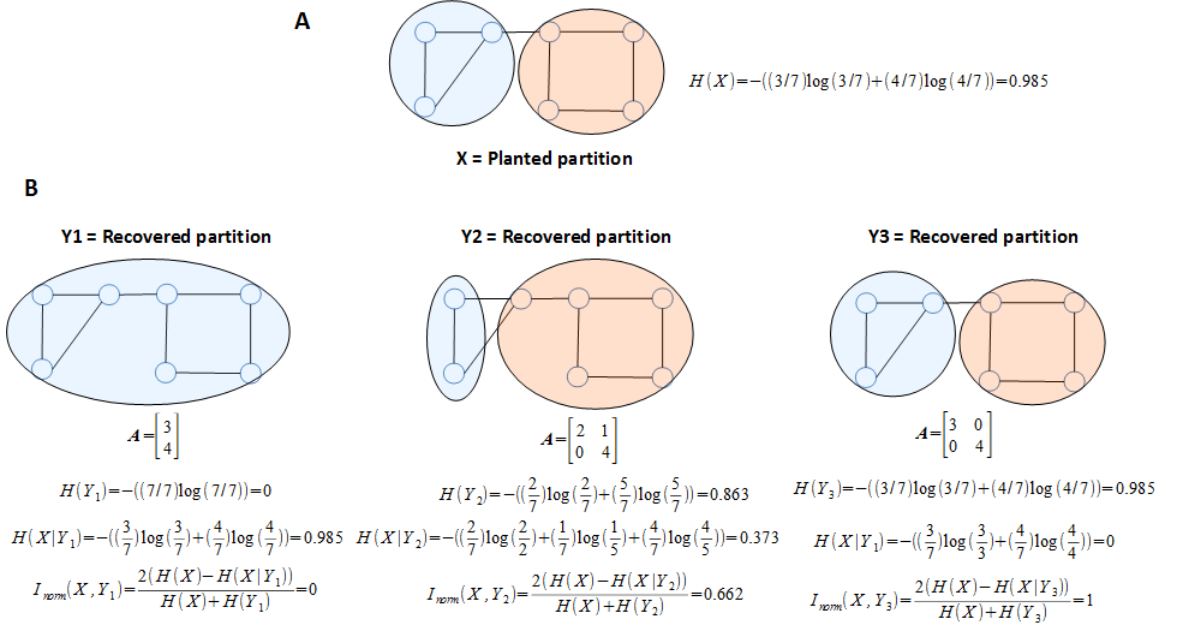 A
H(X)=−((3/7)log(3/7)+(4/7)log(4/7))=0.985
X = Planted partition
B
Y1 = Recovered partition
Y2 = Recovered partition
Y3 = Recovered partition
A=[3
4]
A=[2 1
0 4]
A=[3 0
0 4]
H(Y₁)=−((7/7)log(7/7))=0
H(Y₂)=−((2/7)log(2/7)+(5/7)log(5/7))=0.863
H(Y₃)=−((3/7)log(3/7)+(4/7)log(4/7))=0.985
H(X|Y₁)=−((3/7)log(3/7)+(4/7)log(4/7))=0.985
H(X|Y₂)=−((2/7)log(2/2)+(1/7)log(1/5)+(4/7)log(4/5))=0.373
H(X|Y₁)=−((3/7)log(3/3)+(4/7)log(4/4))=0
Iₙₒᵣₘ(X,Y₁)=2(H(X)−H(X|Y₁))/H(X)+H(Y₁)=0
Iₙₒᵣₘ(X,Y₂)=2(H(X)−H(X|Y₂))/H(X)+H(Y₂)=0.662
Iₙₒᵣₘ(X,Y₃)=2(H(X)−H(X|Y₃))/H(X)+H(Y₃)=1